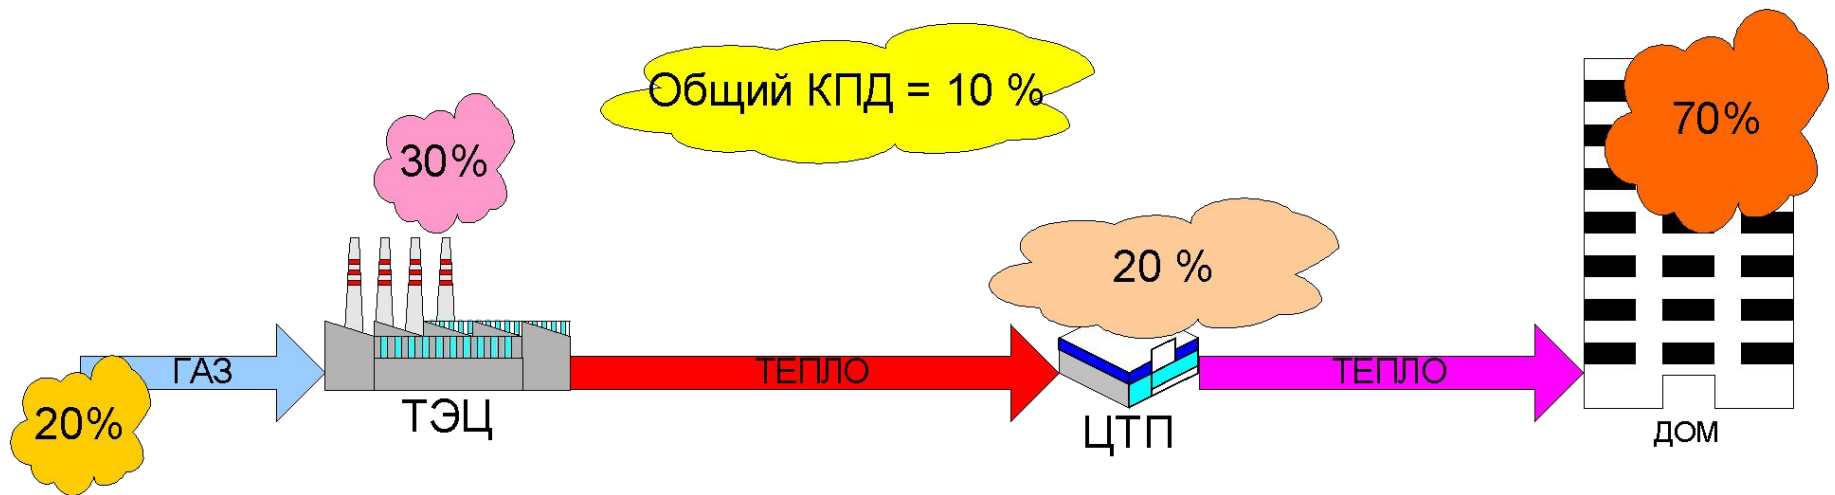 Общий КПД = 10 %
70%
30%
20 %
ГАЗ
ТЕПЛО
ТЕПЛО
20%
ТЭЦ
ЦТП
ДОМ